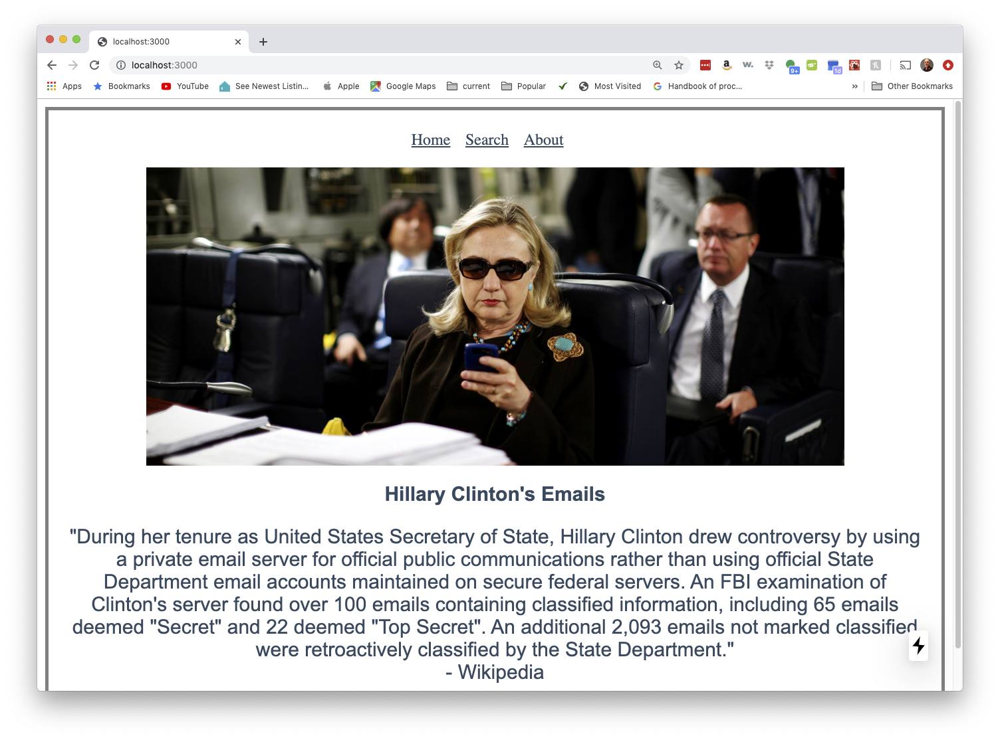 localhost:3000
localhost:3000
a w. 9+ 1d
Apps Bookmarks YouTube See Newest Listin... Apple Google Maps current Popular Most Visited Handbook of proc... » Other Bookmarks
Home Search About
Hillary Clinton's Emails
"During her tenure as United States Secretary of State, Hillary Clinton drew controversy by using
a private email server for official public communications rather than using official State
Department email accounts maintained on secure federal servers. An FBI examination of
Clinton's server found over 100 emails containing classified information, including 65 emails
deemed "Secret" and 22 deemed "Top Secret". An additional 2,093 emails not marked classified
were retroactively classified by the State Department."
- Wikipedia